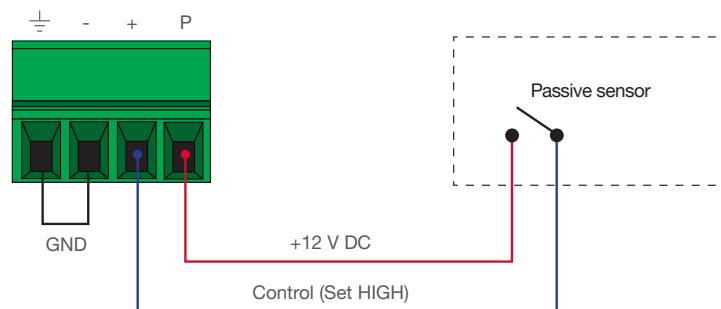 - + P
Passive sensor
GND
+12 V DC
Control (Set HIGH)